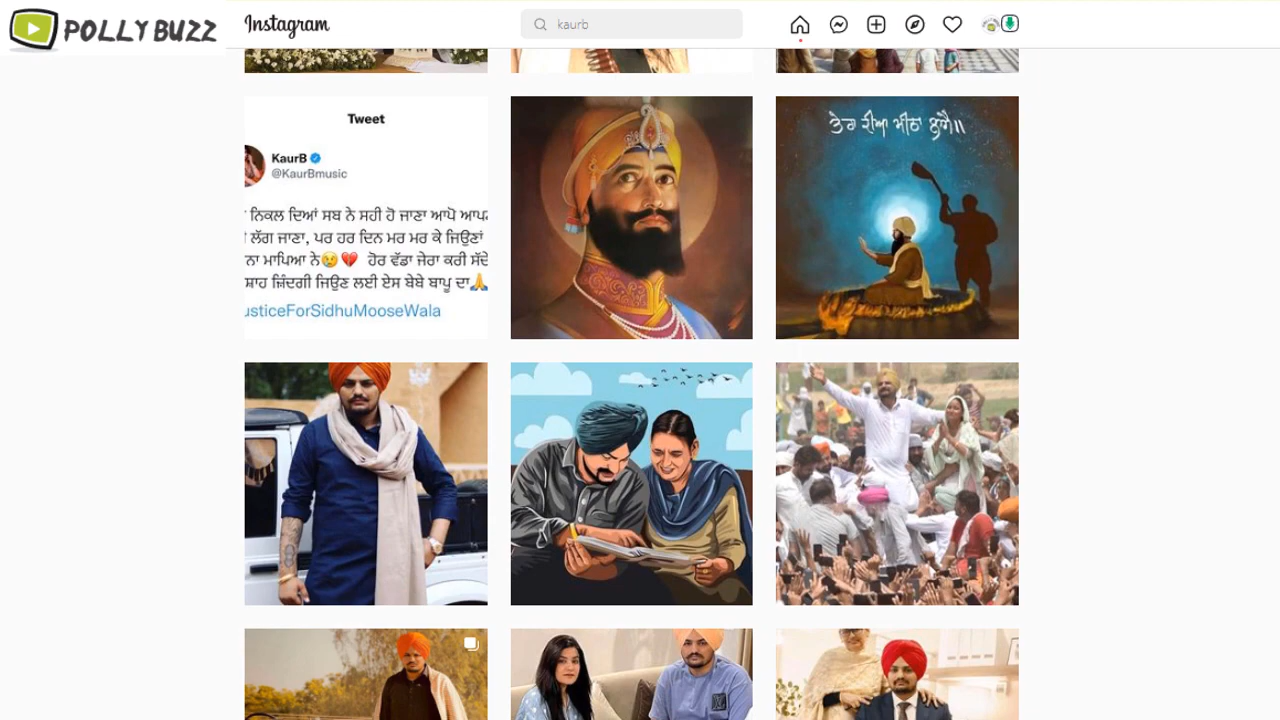 POLLY BUZZ
Instagram
kaurb
Tweet
KaurB
@KaurBmusic
ਨਿਕਲ ਦਿਆਂ ਸਬ ਨੇ ਸਹੀ ਹੋ ਜਾਣਾ ਆਪੋ ਆਪਣ
ਲੱਗ ਜਾਣਾ, ਪਰ ਹਰ ਦਿਨ ਮਰ ਮਰ ਕੇ ਜਿਉਣਾਂ
ਨਾ ਮਾਪਿਆ ਨੇ😢💔 ਹੋਰ ਵੱਡਾ ਜੇਰਾ ਕਰੀ ਸੱਦੇ
ਸ਼ਾਹ ਜ਼ਿੰਦਗੀ ਜਿਉਣ ਲਈ ਏਸ ਬੇਬੇ ਬਾਪੂ ਦਾ🙏
usticeForSidhuMooseWala
ਤੇਰਾ ਕੀਆ ਮੀਠਾ ਲਾਗੈ॥